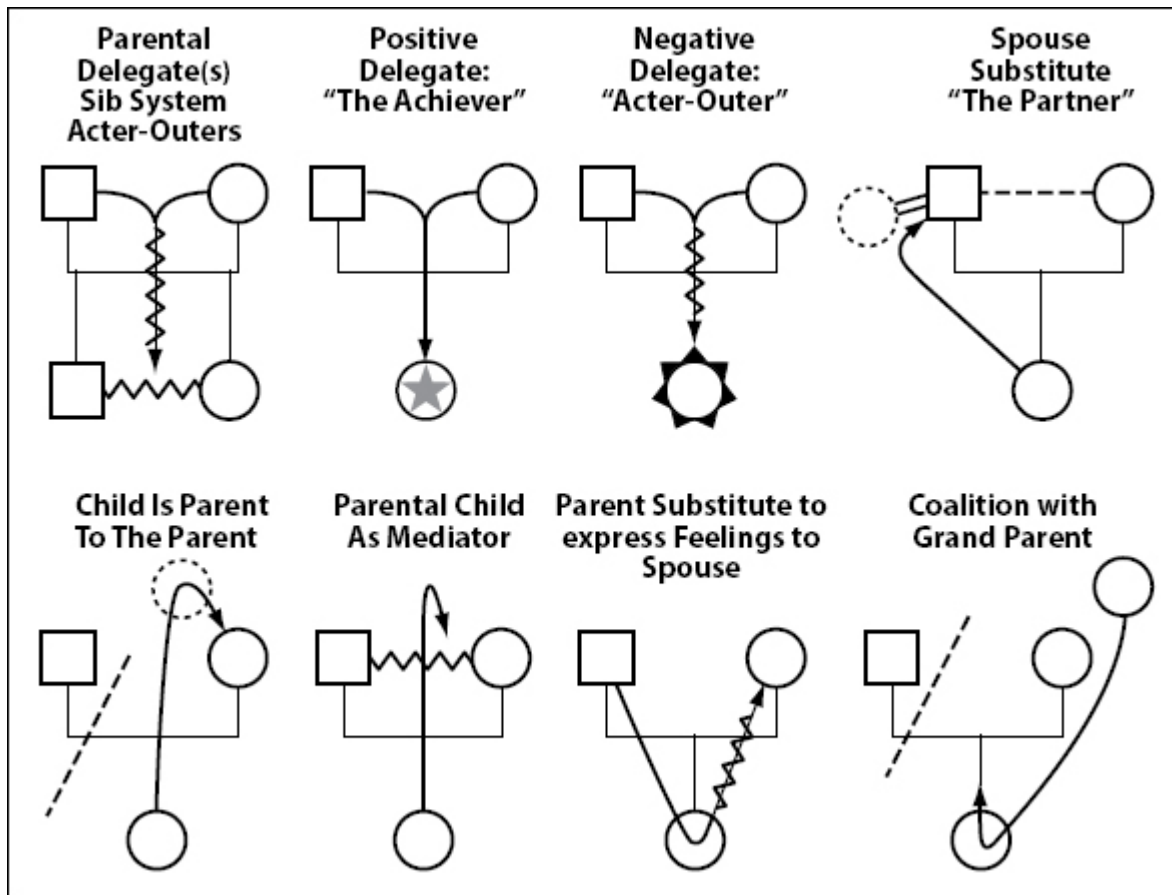 Parental
Delegate(s)
Sib System
Acter-Outers
Positive
Delegate:
“The Achiever”
Negative
Delegate:
“Acter-Outer”
Spouse
Substitute
“The Partner”
Child Is Parent
To The Parent
Parental Child
As Mediator
Parent Substitute to
express Feelings to
Spouse
Coalition with
Grand Parent